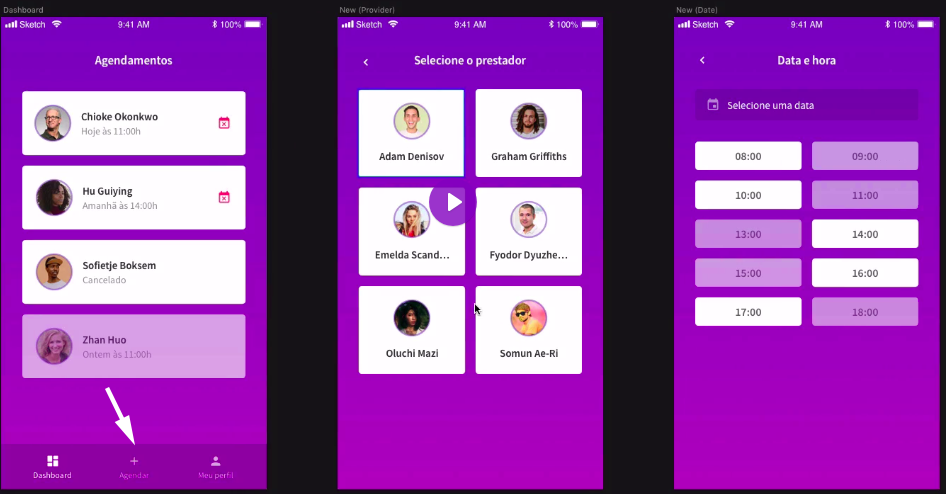 Dashboard
Sketch 9:41 AM 100%
Agendamentos
Chioke Okonkwo
Hoje às 11:00h
Hu Guiying
Amanhã às 14:00h
Sofietje Boksem
Cancelado
Zhan Huo
Ontem às 11:00h
Dashboard Agendar Meu perfil
New (Provider)
Sketch 9:41 AM 100%
Selecione o prestador
Adam Denisov Graham Griffiths
Emelda Scand... Fyodor Dyuzhe...
Oluchi Mazi Somun Ae-Ri
New (Date)
Sketch 9:41 AM 100%
Data e hora
Selecione uma data
08:00 09:00
10:00 11:00
13:00 14:00
15:00 16:00
17:00 18:00